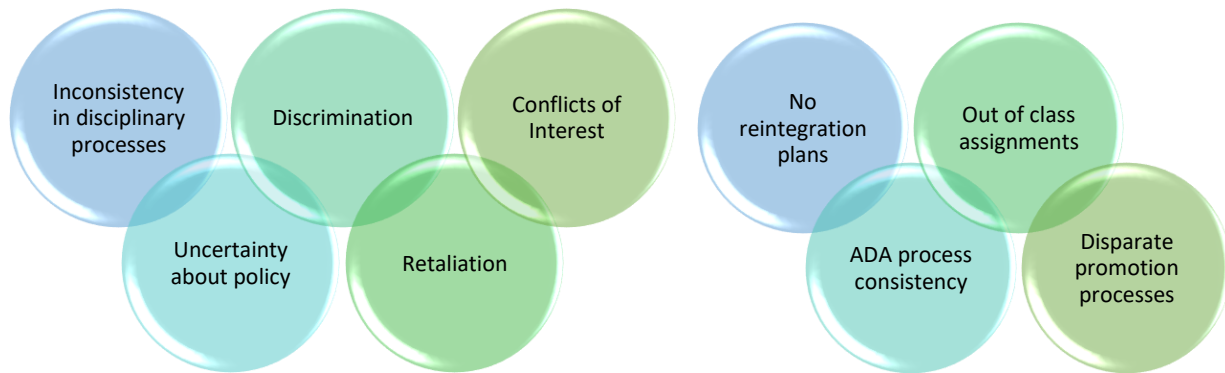 Inconsistency
in disciplinary
processes
Discrimination
Conflicts of
Interest
Uncertainty
about policy
Retaliation
No
reintegration
plans
Out of class
assignments
ADA process
consistency
Disparate
promotion
processes